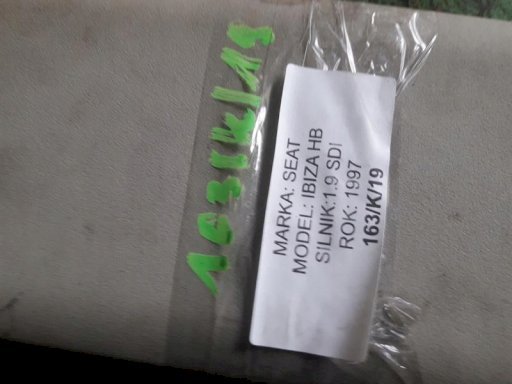 163/K/19
MARKA: SEAT
MODEL: IBIZA HB
SILNIK:1.9 SDI
ROK: 1997
163/K/19